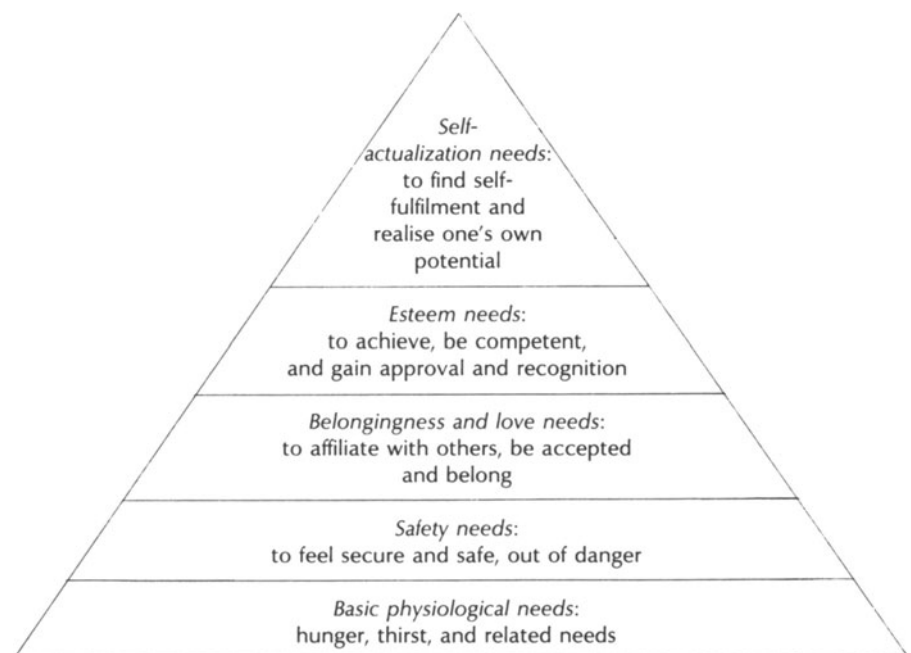 Self-
actualization needs:
to find self-
fulfilment and
realise one's own
potential
Esteem needs:
to achieve, be competent,
and gain approval and recognition
Belongingness and love needs:
to affiliate with others, be accepted
and belong
Safety needs:
to feel secure and safe, out of danger
Basic physiological needs:
hunger, thirst, and related needs